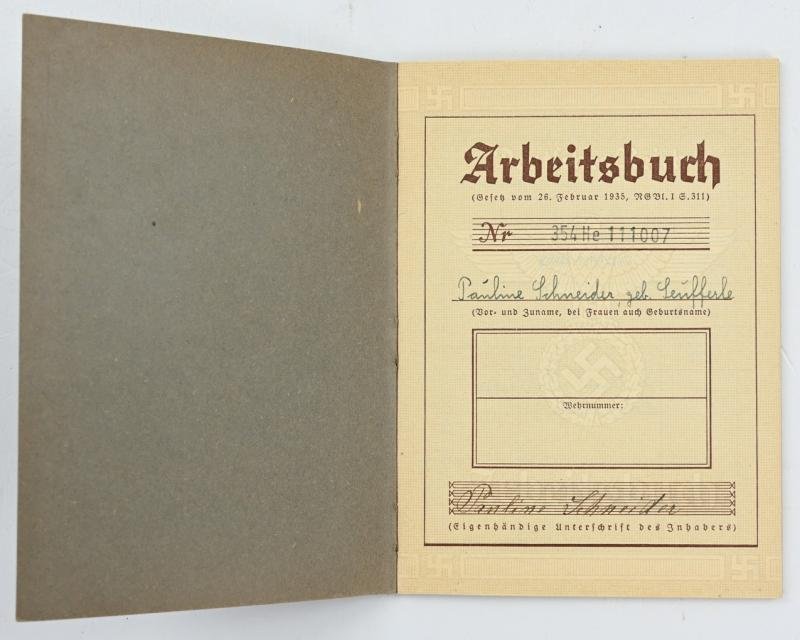 Arbeitsbuch
(Gesetz vom 26. Februar 1935, RGBl. I S. 311)
Nr 354 He 111007
Pauline Schneider, geb. Seufferle
(Vor- und Zuname, bei Frauen auch Geburtsname)
Wehrnummer:
Pauline Schneider
(Eigenhändige Unterschrift des Inhabers)